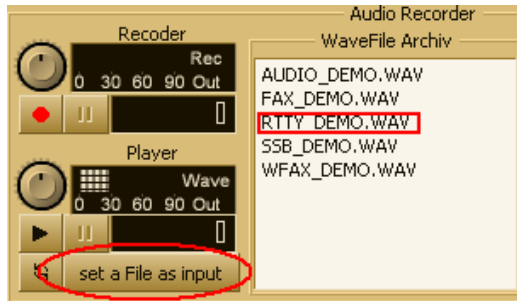 Audio Recorder
Recoder
Rec
0 30 60 90 Out
Player
Wave
0 30 60 90 Out
set a File as input
WaveFile Archiv
AUDIO_DEMO.WAV
FAX_DEMO.WAV
RTTY_DEMO.WAV
SSB_DEMO.WAV
WFAX_DEMO.WAV